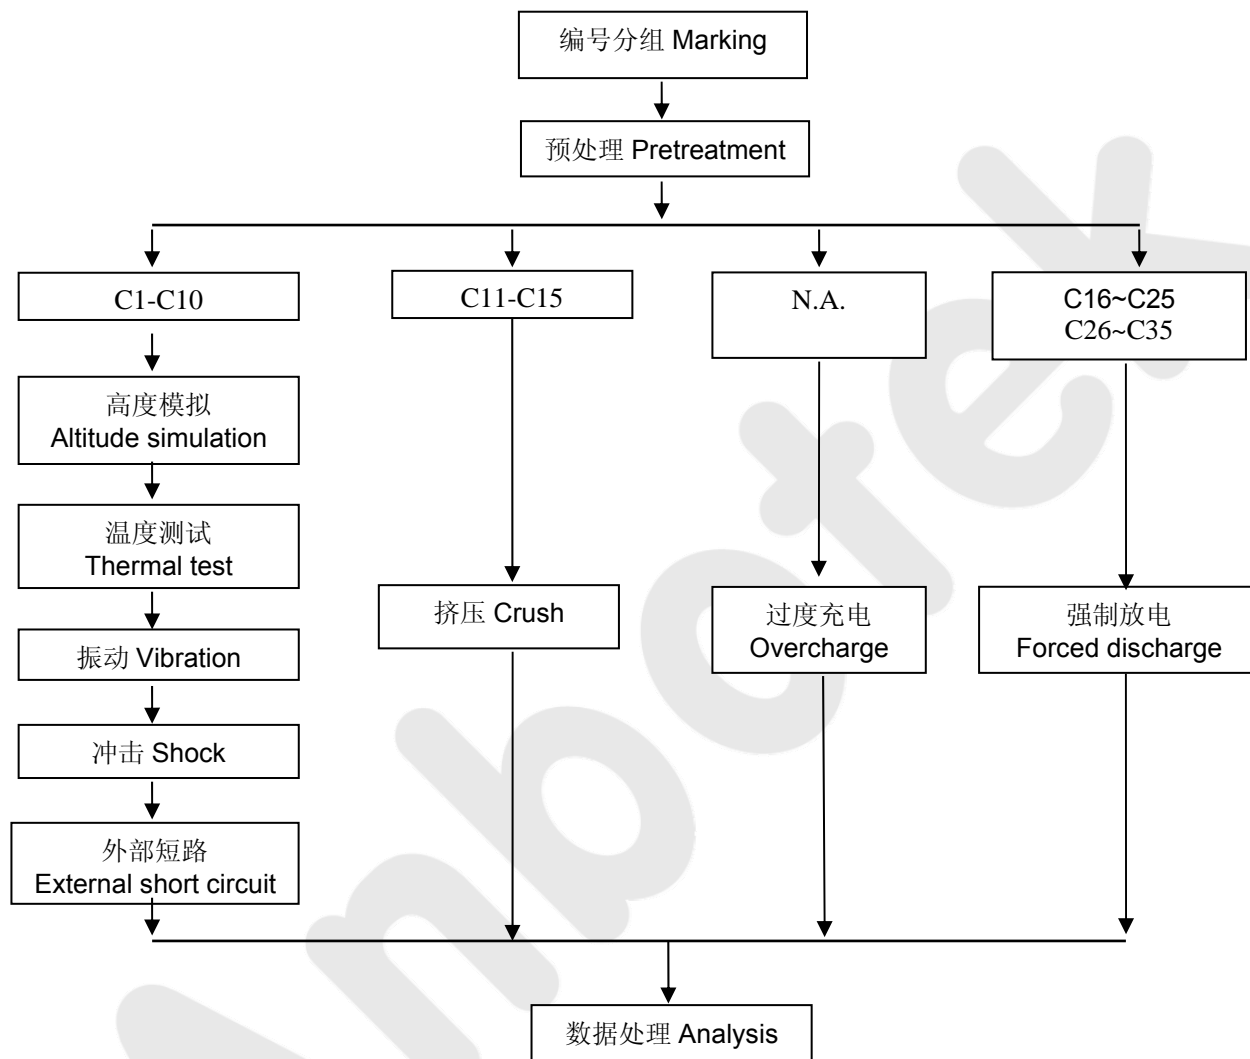 编号分组 Marking
预处理 Pretreatment
C1-C10
C11-C15
N.A.
C16~C25
C26~C35
高度模拟
Altitude simulation
温度测试
Thermal test
振动 Vibration
冲击 Shock
外部短路
External short circuit
挤压 Crush
过度充电
Overcharge
强制放电
Forced discharge
数据处理 Analysis
Anbotek